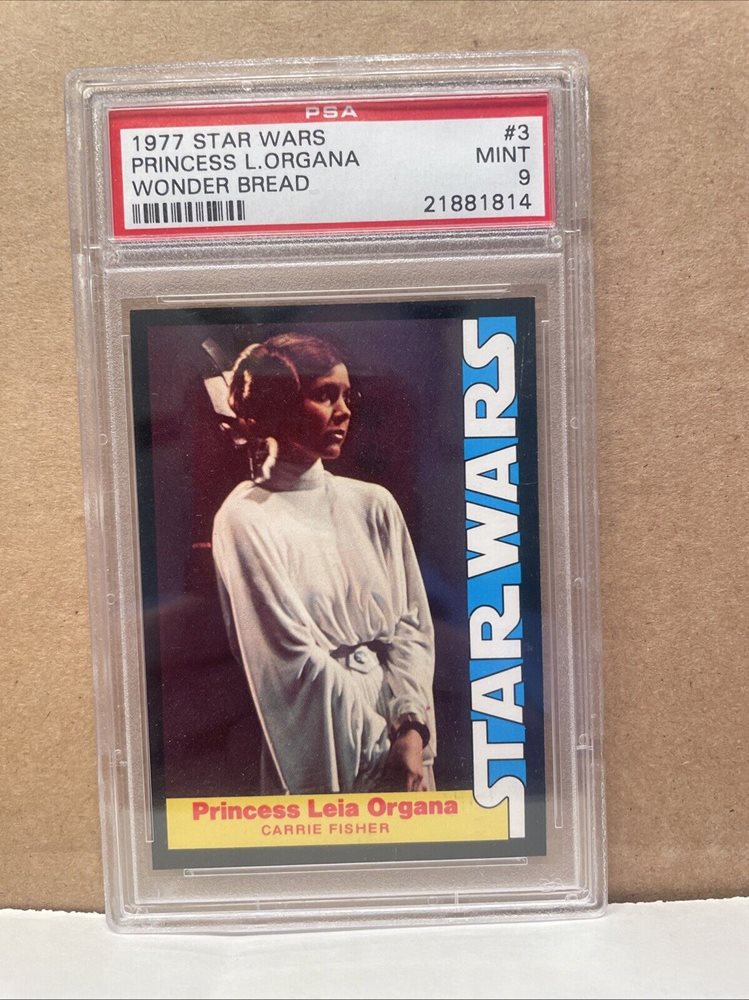 PSA
1977 STAR WARS #3
PRINCESS L.ORGANA MINT
WONDER BREAD 9
21881814
STAR WARS
Princess Leia Organa
CARRIE FISHER